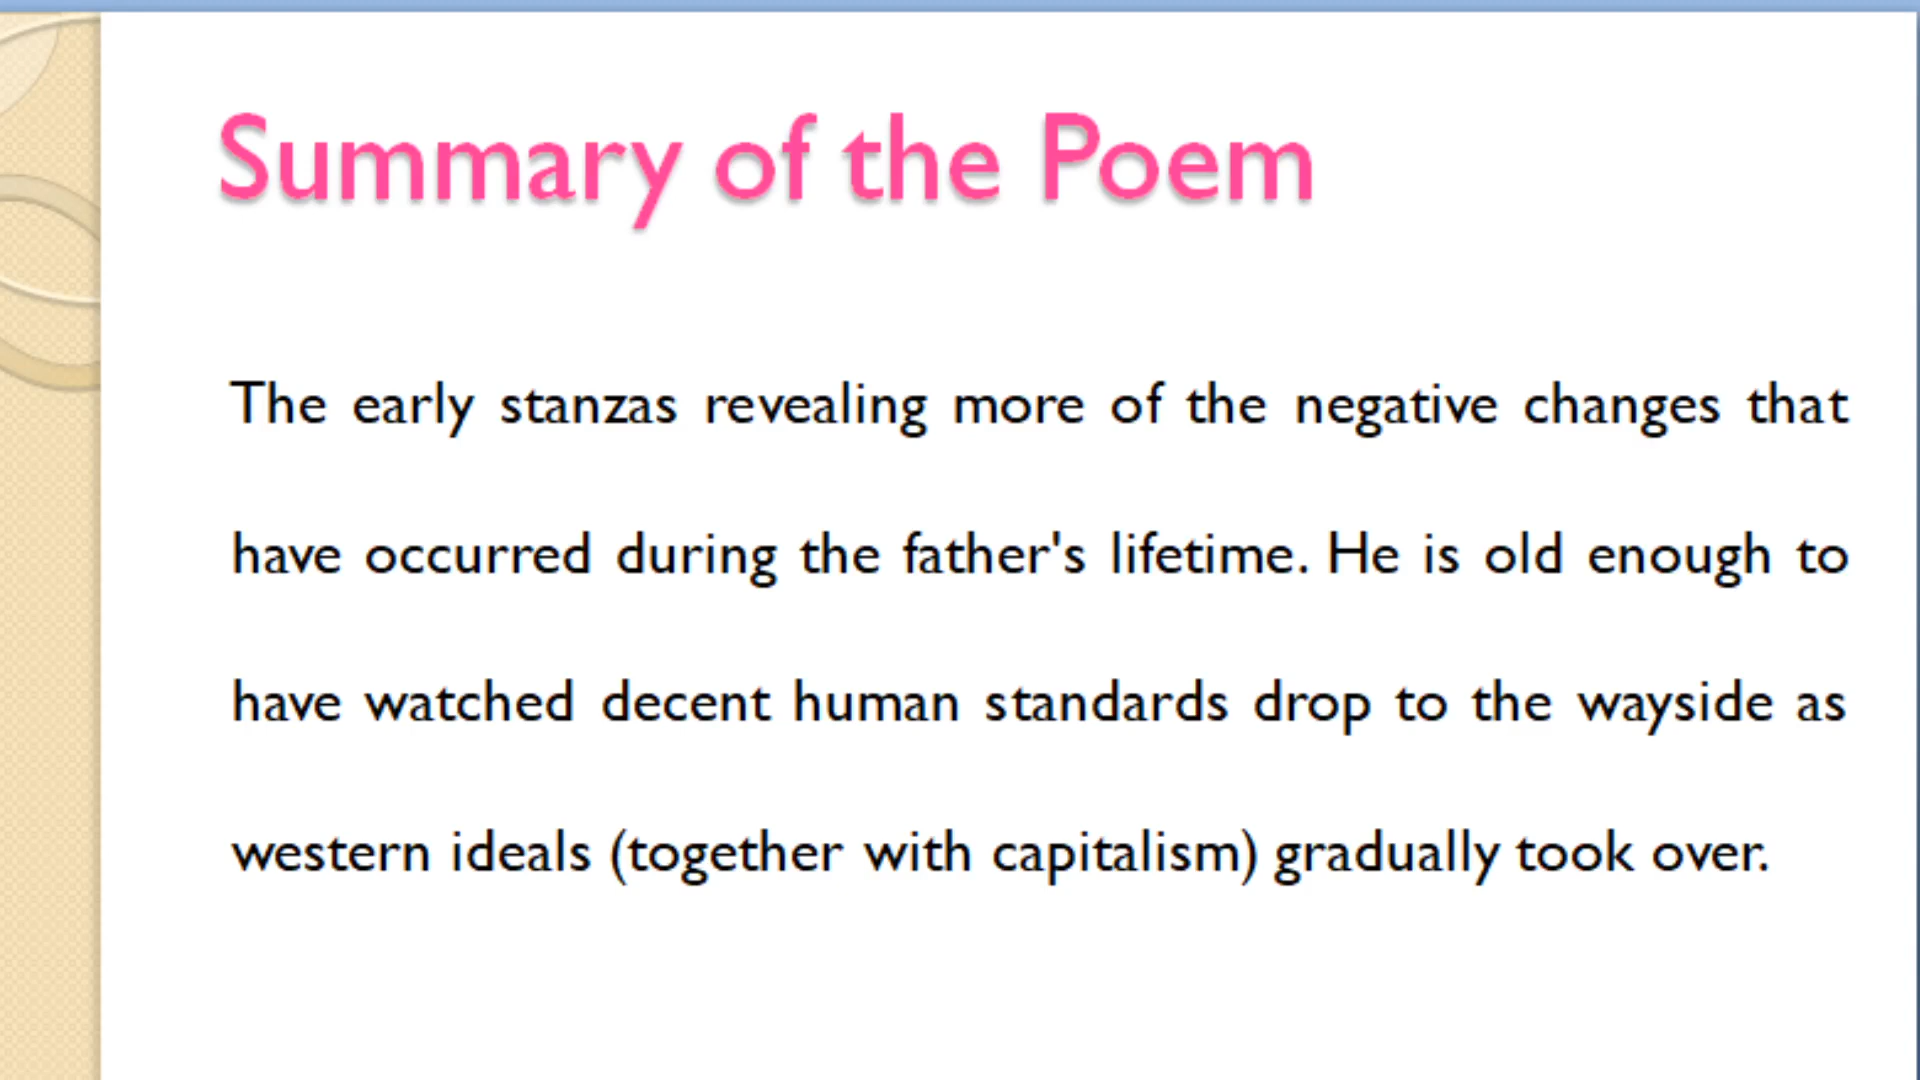 Summary of the Poem
The early stanzas revealing more of the negative changes that
have occurred during the father's lifetime. He is old enough to
have watched decent human standards drop to the wayside as
western ideals (together with capitalism) gradually took over.